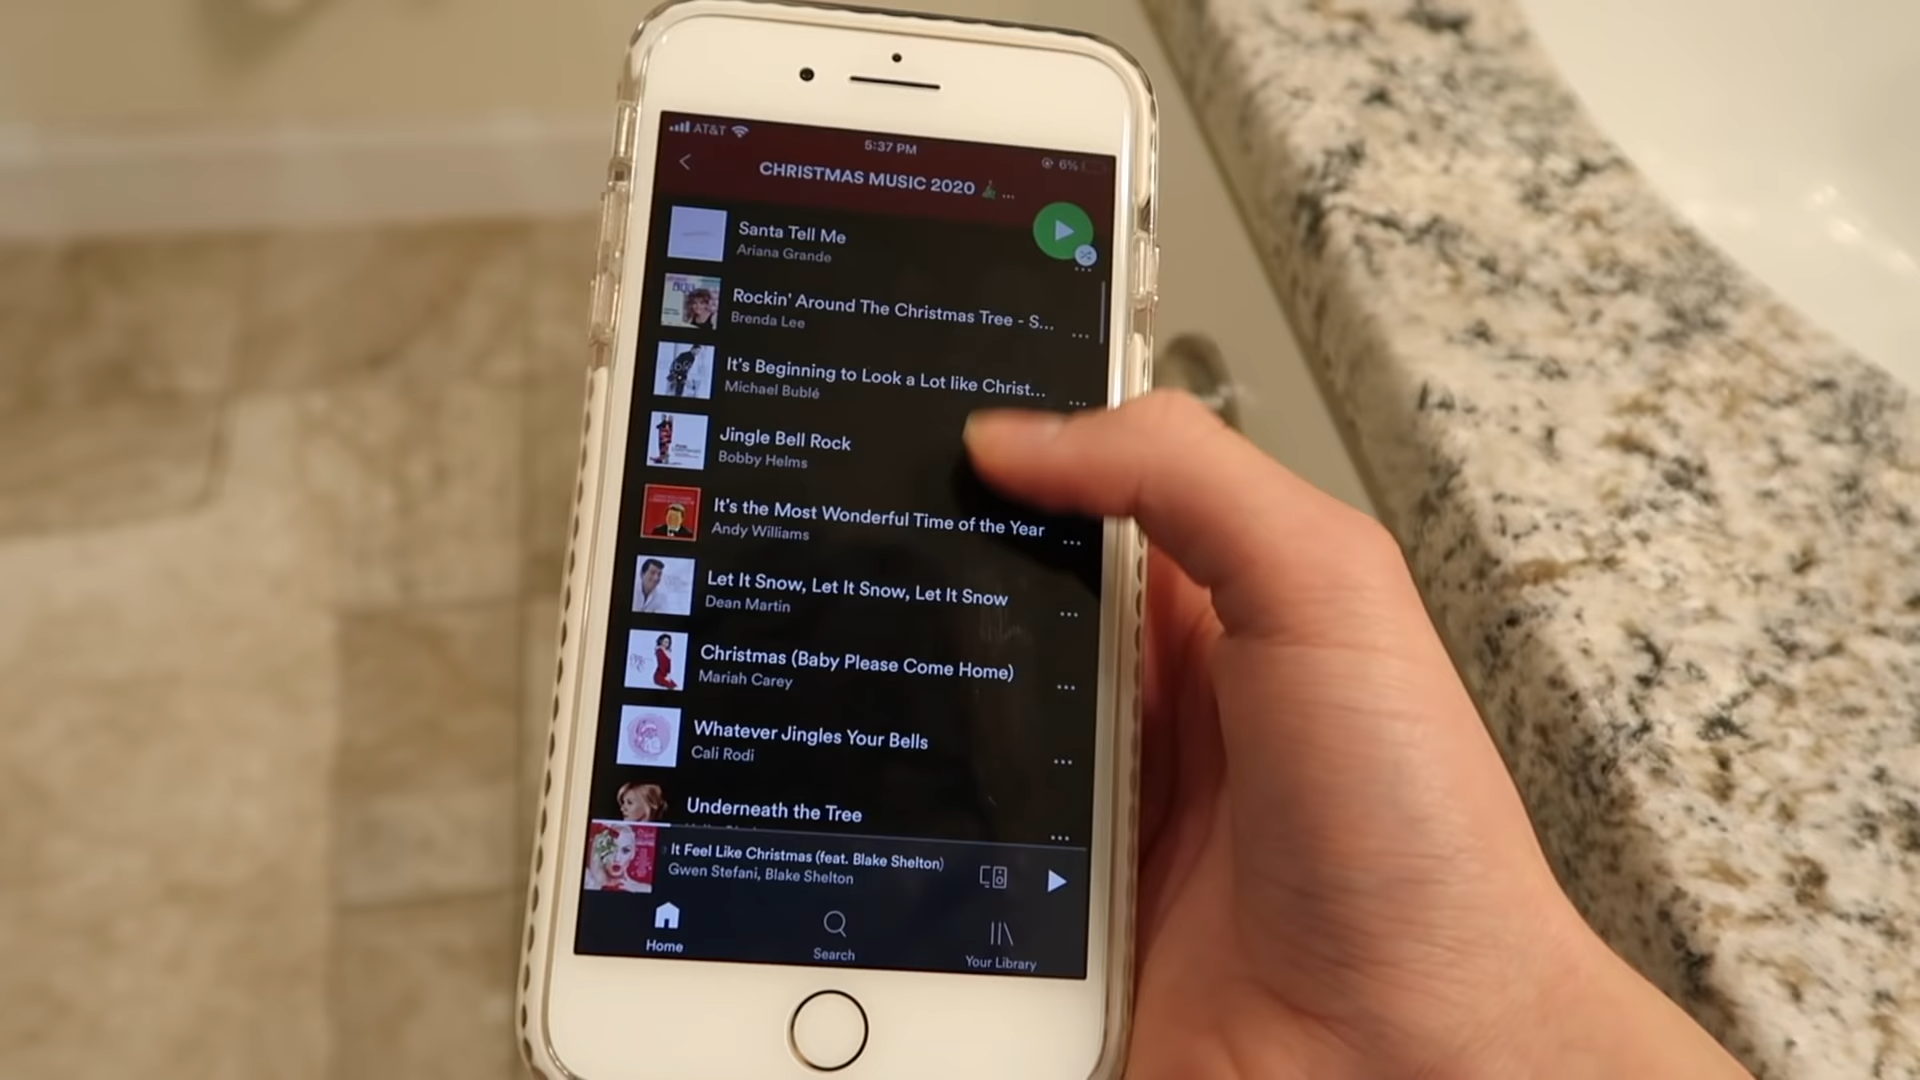 AT&T
5:37 PM
6%
CHRISTMAS MUSIC 2020 🎄 ...
Santa Tell Me
Ariana Grande
Rockin' Around The Christmas Tree - S...
Brenda Lee
It's Beginning to Look a Lot like Christ...
Michael Bublé
Jingle Bell Rock
Bobby Helms
It's the Most Wonderful Time of the Year
Andy Williams
Let It Snow, Let It Snow, Let It Snow
Dean Martin
Christmas (Baby Please Come Home)
Mariah Carey
Whatever Jingles Your Bells
Cali Rodi
Underneath the Tree
It Feel Like Christmas (feat. Blake Shelton)
Gwen Stefani, Blake Shelton
Home
Search
Your Library